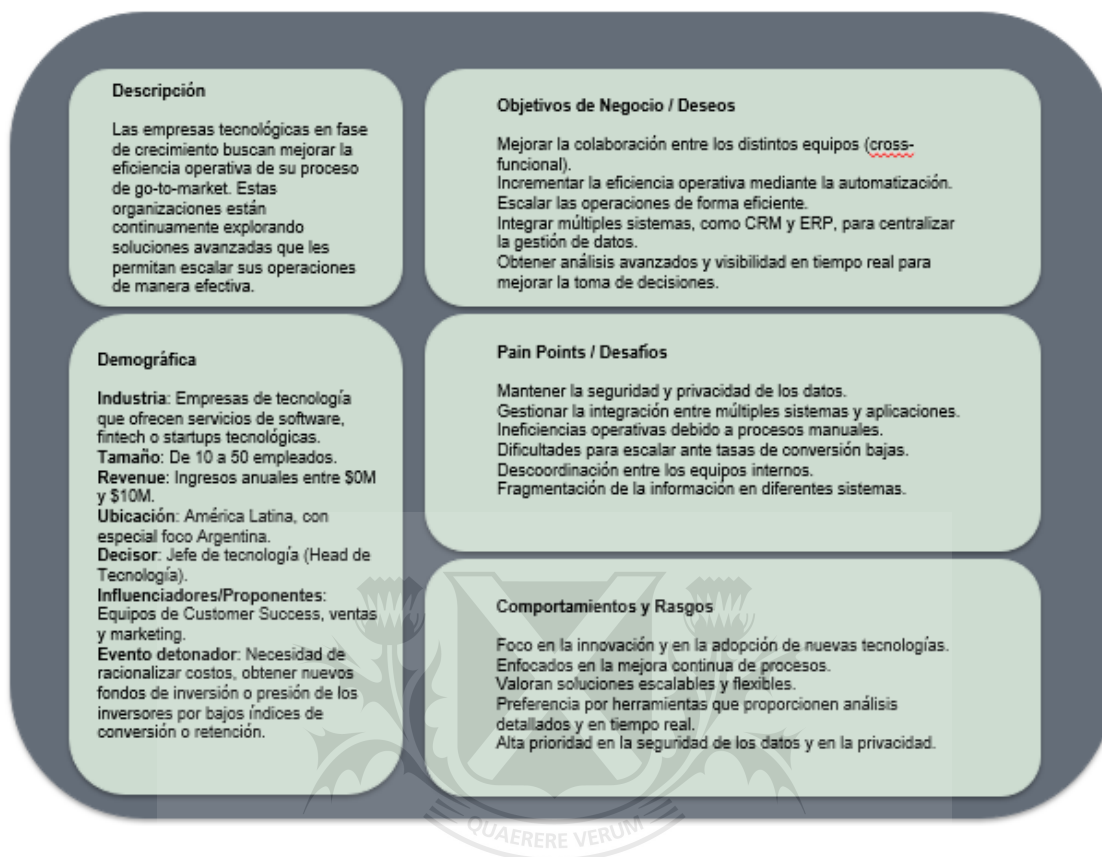 Descripción
Las empresas tecnológicas en fase
de crecimiento buscan mejorar la
eficiencia operativa de su proceso
de go-to-market. Estas
organizaciones están
continuamente explorando
soluciones avanzadas que les
permitan escalar sus operaciones
de manera efectiva.
Objetivos de Negocio / Deseos
Mejorar la colaboración entre los distintos equipos (cross-
funcional).
Incrementar la eficiencia operativa mediante la automatización.
Escalar las operaciones de forma eficiente.
Integrar múltiples sistemas, como CRM y ERP, para centralizar
la gestión de datos.
Obtener análisis avanzados y visibilidad en tiempo real para
mejorar la toma de decisiones.
Demográfica
Industria: Empresas de tecnología
que ofrecen servicios de software,
fintech o startups tecnológicas.
Tamaño: De 10 a 50 empleados.
Revenue: Ingresos anuales entre $0M
y $10M.
Ubicación: América Latina, con
especial foco Argentina.
Decisor: Jefe de tecnología (Head de
Tecnología).
Influenciadores/Proponentes:
Equipos de Customer Success, ventas
y marketing.
Evento detonador: Necesidad de
racionalizar costos, obtener nuevos
fondos de inversión o presión de los
inversores por bajos índices de
conversión o retención.
Pain Points / Desafíos
Mantener la seguridad y privacidad de los datos.
Gestionar la integración entre múltiples sistemas y aplicaciones.
Ineficiencias operativas debido a procesos manuales.
Dificultades para escalar ante tasas de conversión bajas.
Descoordinación entre los equipos internos.
Fragmentación de la información en diferentes sistemas.
Comportamientos y Rasgos
Foco en la innovación y en la adopción de nuevas tecnologías.
Enfocados en la mejora continua de procesos.
Valoran soluciones escalables y flexibles.
Preferencia por herramientas que proporcionen análisis
detallados y en tiempo real.
Alta prioridad en la seguridad de los datos y en la privacidad.
QUAERERE VERUM